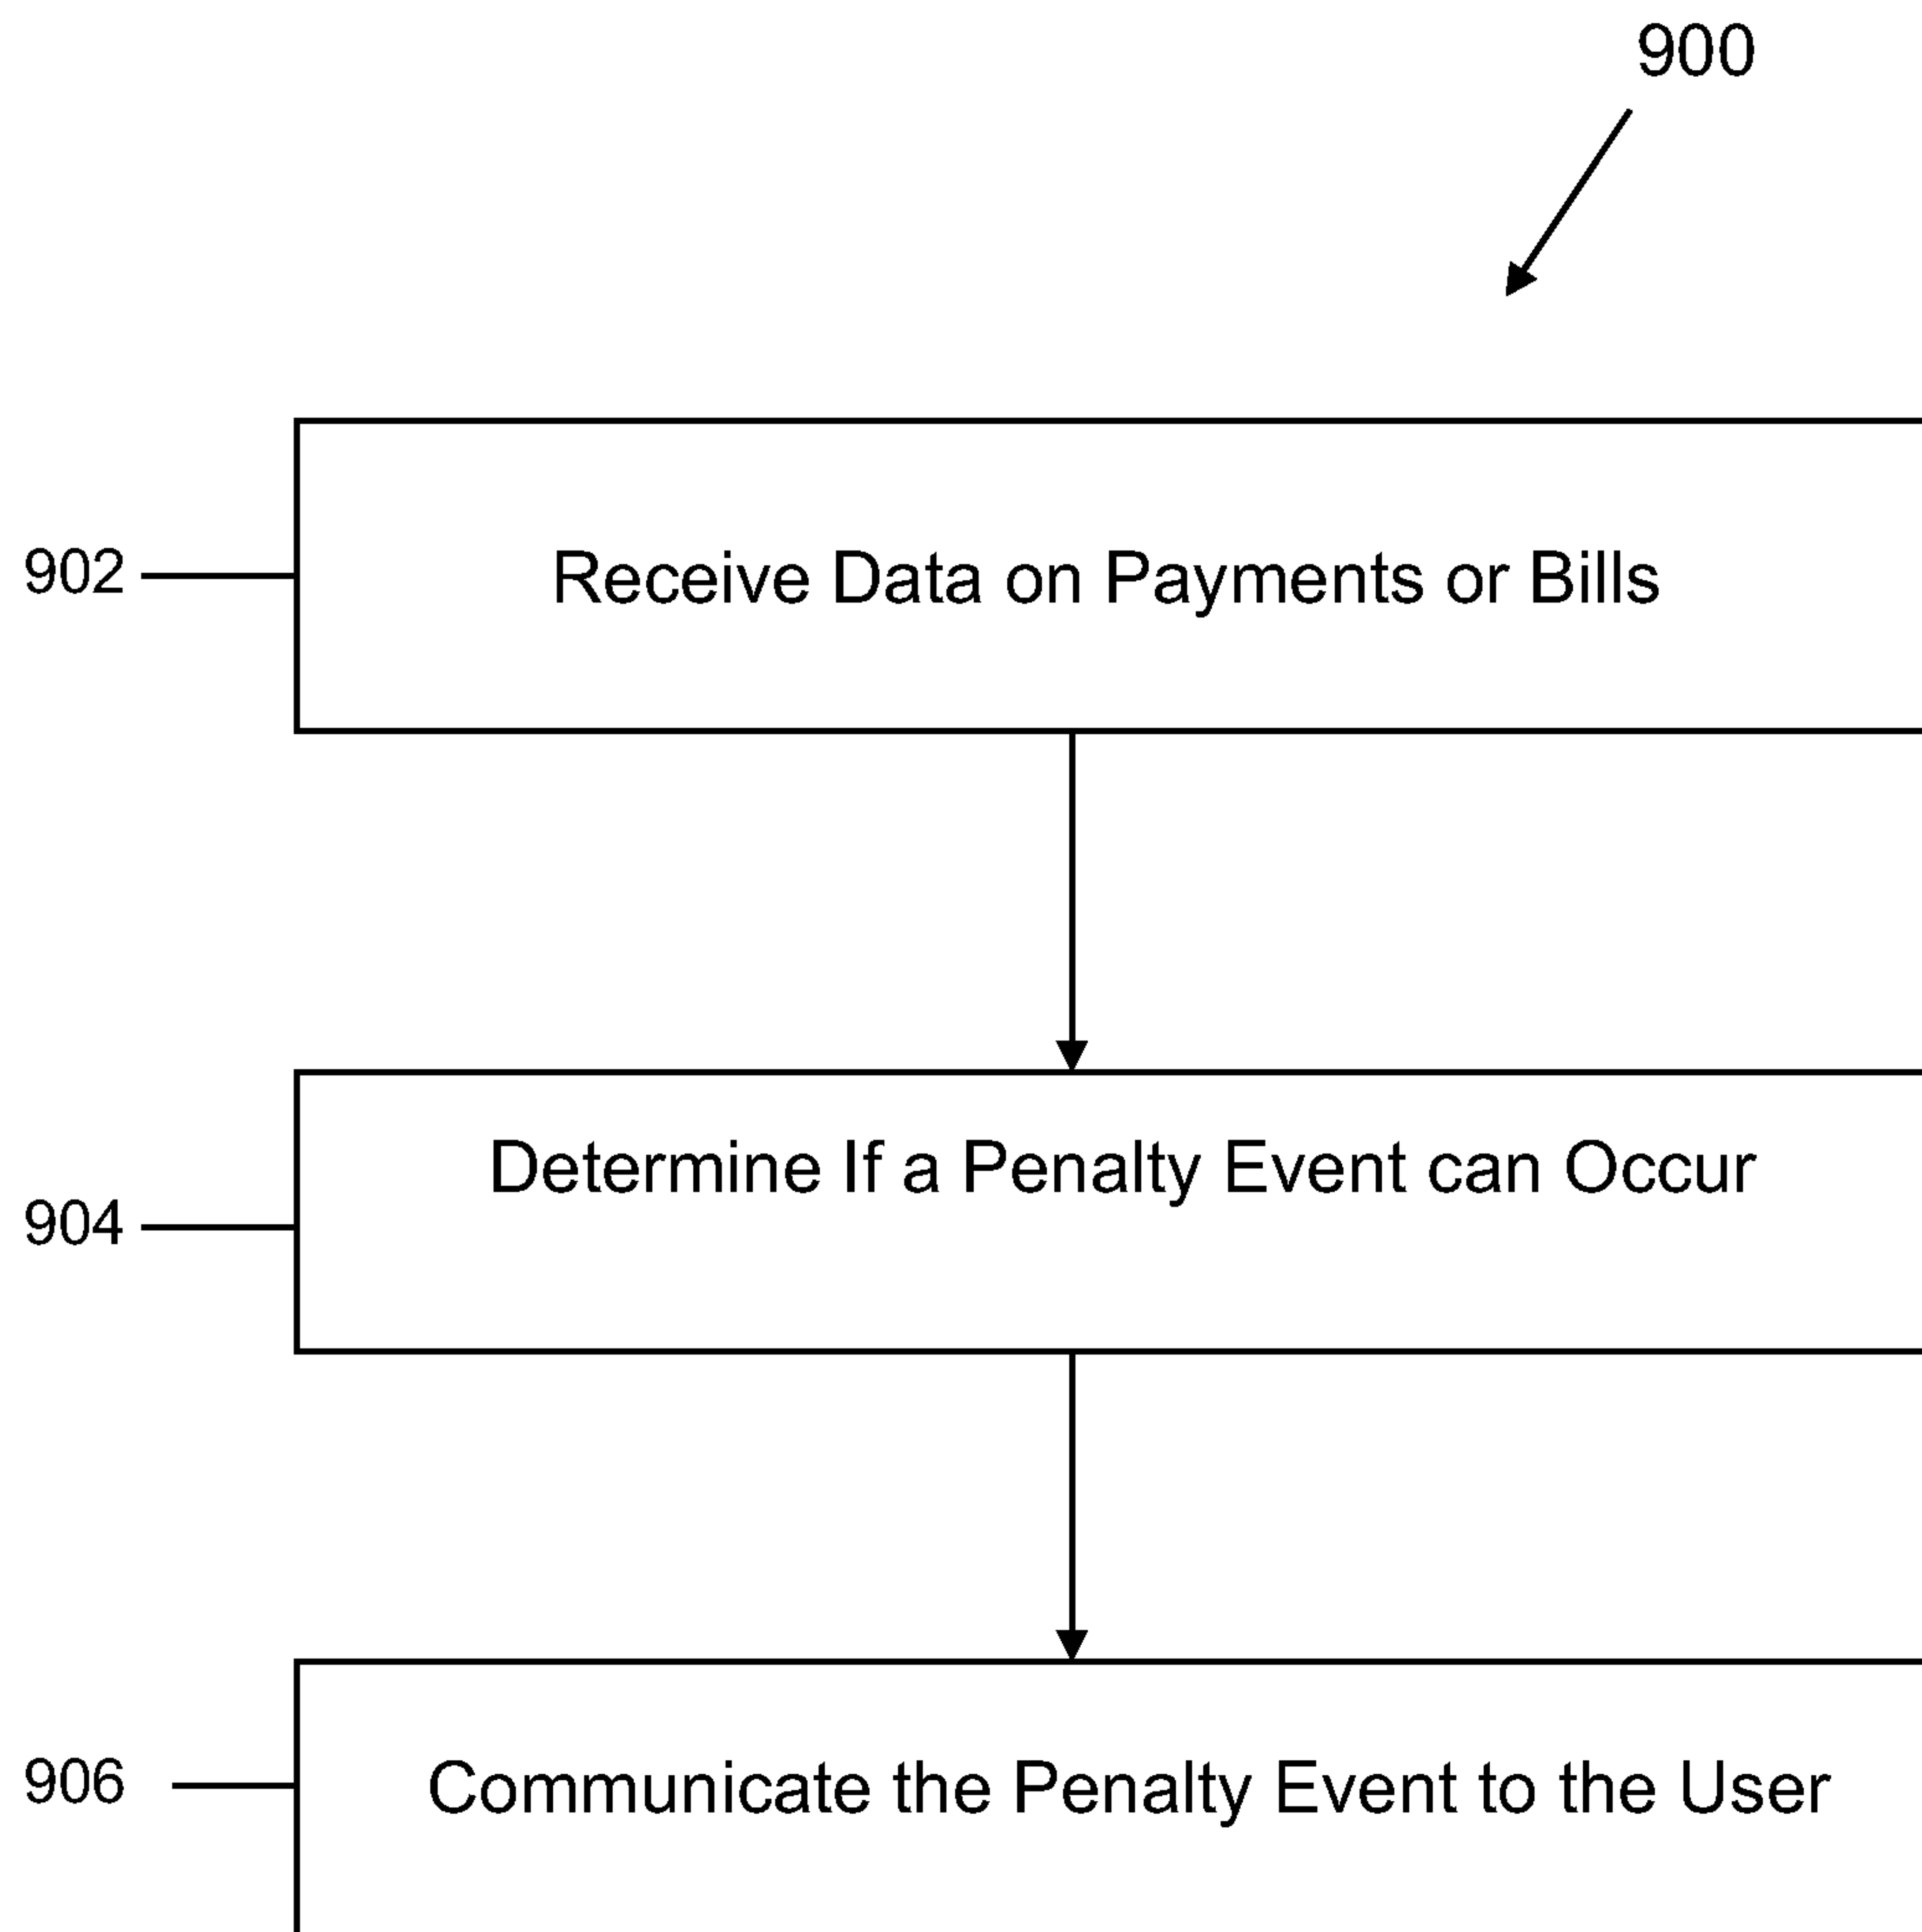 900
902
Receive Data on Payments or Bills
Determine If a Penalty Event can Occur
904
906
Communicate the Penalty Event to the User